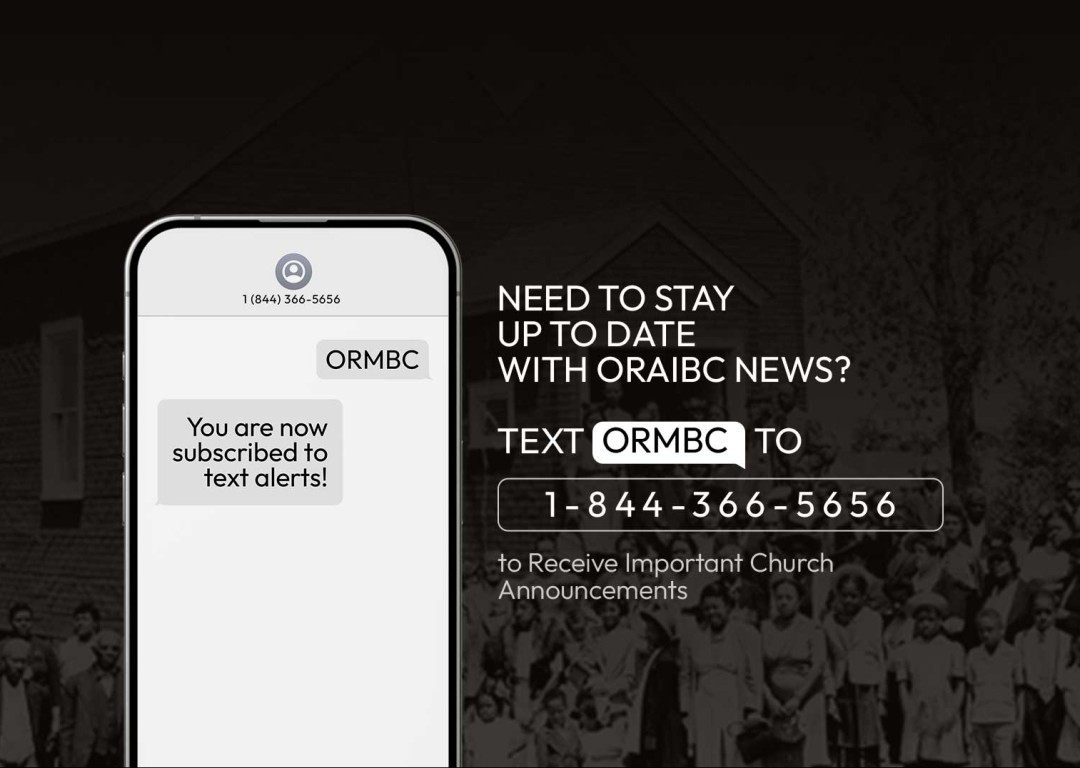 1 (844) 366-5656
ORMBC
You are now
subscribed to
text alerts!
NEED TO STAY
UP TO DATE
WITH ORAIBC NEWS?
TEXT ORMBC TO
1-844-366-5656
to Receive Important Church
Announcements